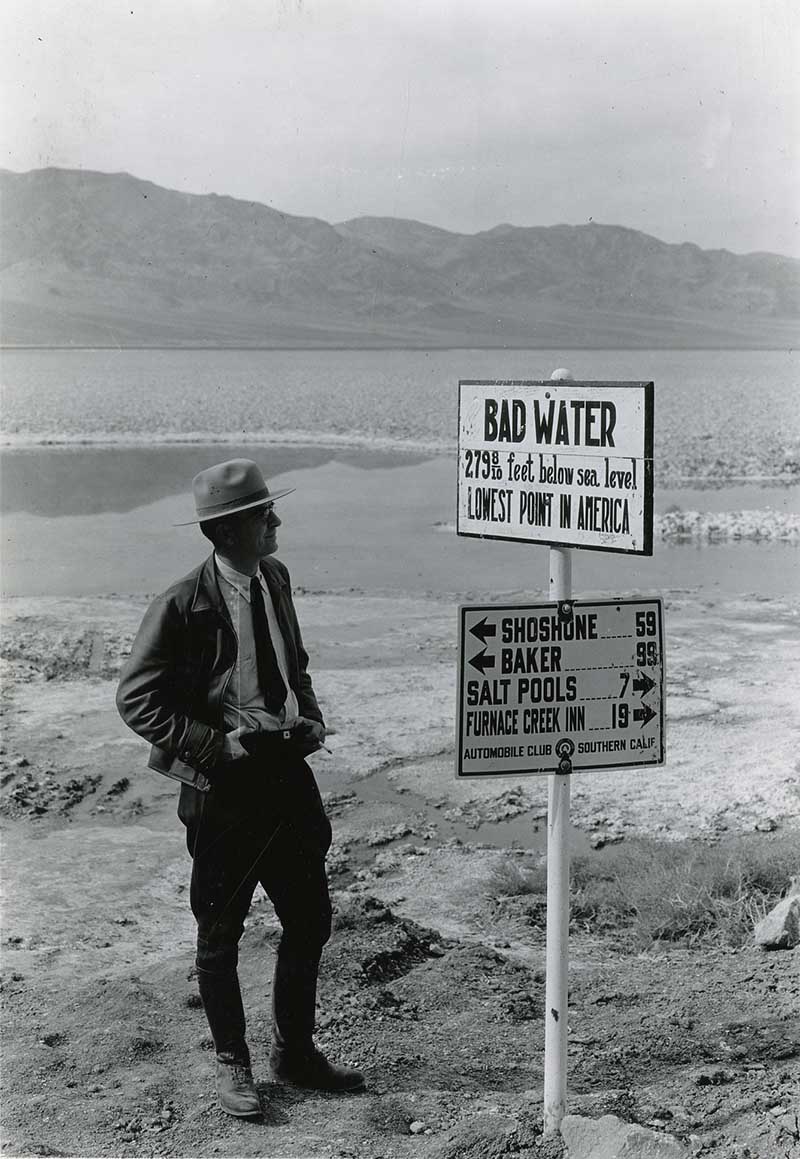 BAD WATER
279 8/10 feet below sea level
LOWEST POINT IN AMERICA
← SHOSHONE 59
← BAKER 99
SALT POOLS 7 →
FURNACE CREEK INN 19 →
AUTOMOBILE CLUB SOUTHERN CALIF.